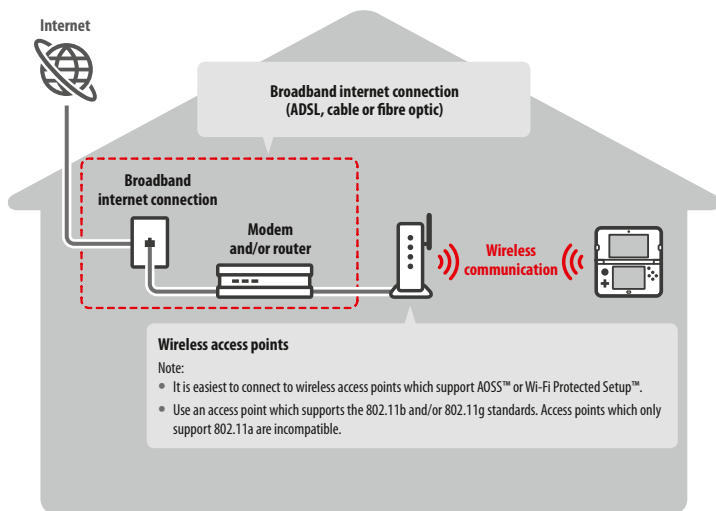 Internet
Broadband internet connection
(ADSL, cable or fibre optic)
Broadband
internet connection
Modem
and/or router
Wireless
communication
Wireless access points
Note:
• It is easiest to connect to wireless access points which support AOSS™ or Wi-Fi Protected Setup™.
• Use an access point which supports the 802.11b and/or 802.11g standards. Access points which only
support 802.11a are incompatible.